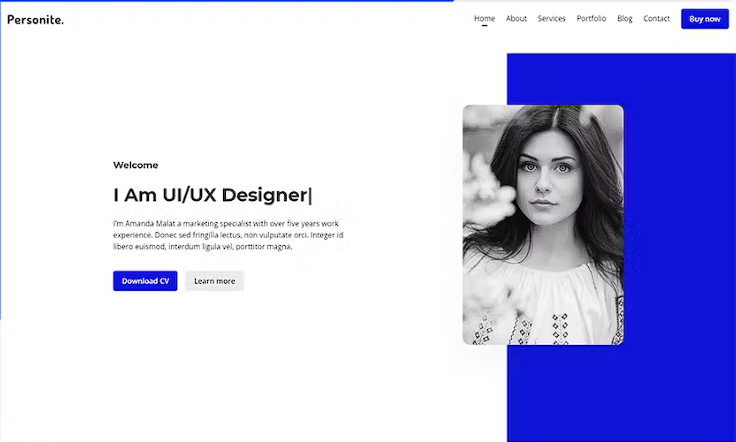 Personite.
Home About Services Portfolio Blog Contact Buy now
Welcome
I Am UI/UX Designer|
I'm Amanda Malat a marketing specialist with over five years work
experience. Donec sed fringilla lectus, non vulputate orci. Integer id
libero euismod, interdum ligula vel, porttitor magna.
Download CV Learn more